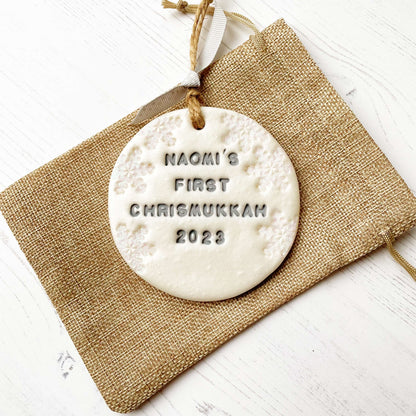 NAOMI'S
FIRST
CHRISMUKKAH
2023